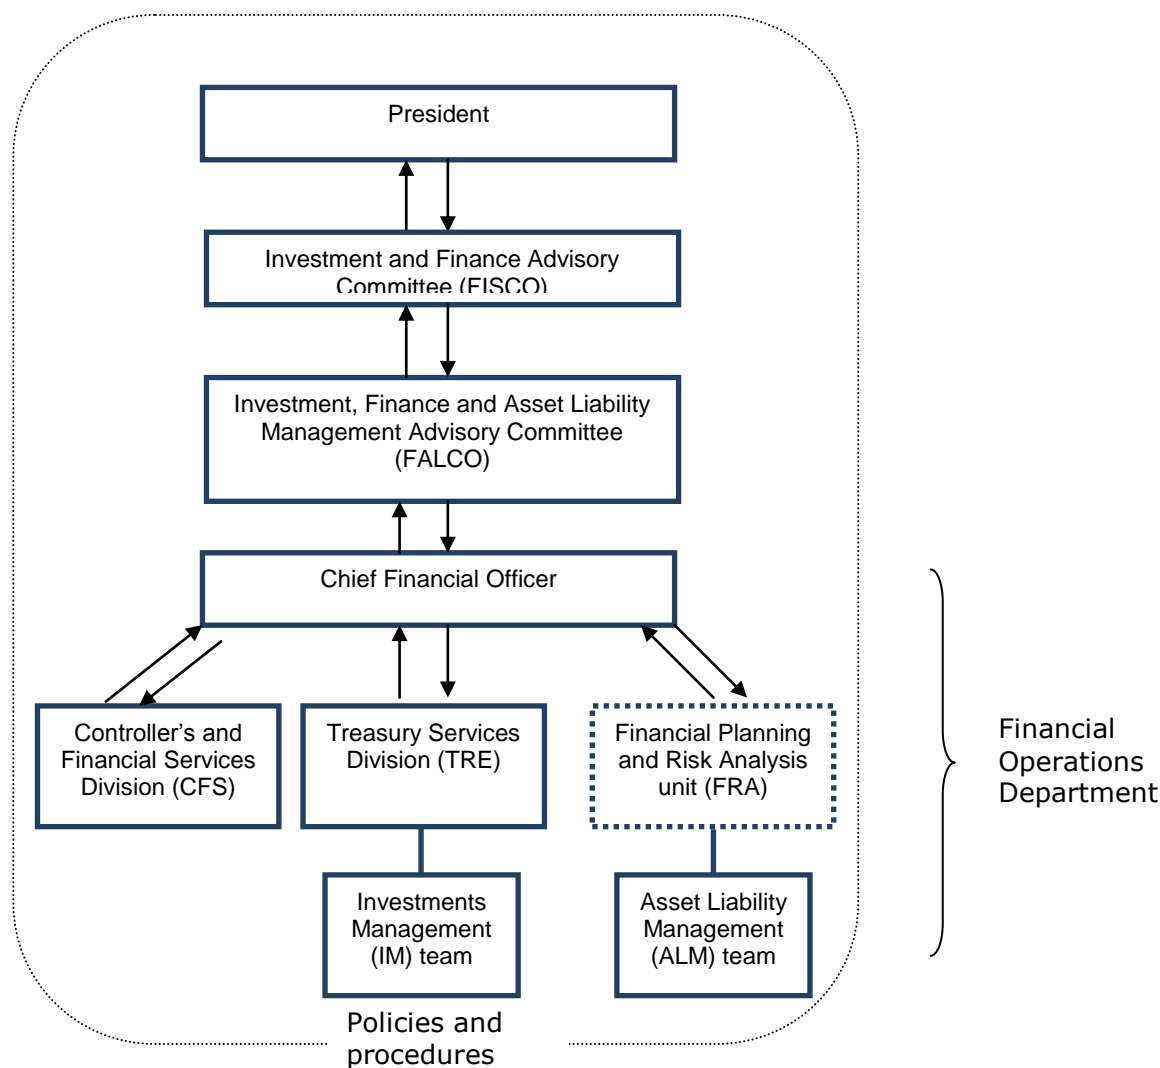 President
Investment and Finance Advisory
Committee (FISCO)
Investment, Finance and Asset Liability
Management Advisory Committee
(FALCO)
Chief Financial Officer
Controller's and
Financial Services
Division (CFS)
Treasury Services
Division (TRE)
Financial Planning
and Risk Analysis
unit (FRA)
Financial
Operations
Department
Investments
Management
(IM) team
Asset Liability
Management
(ALM) team
Policies and
procedures